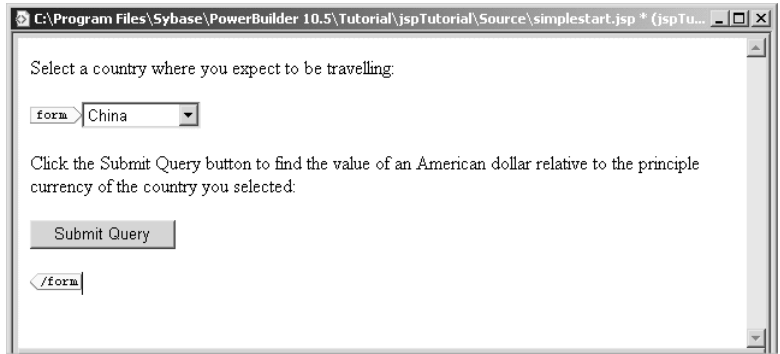 C:\Program Files\Sybase\PowerBuilder 10.5\Tutorial\jspTutorial\Source\simplestart.jsp * (jspTu...
Select a country where you expect to be travelling:
form China
Click the Submit Query button to find the value of an American dollar relative to the principle
currency of the country you selected:
Submit Query
/form